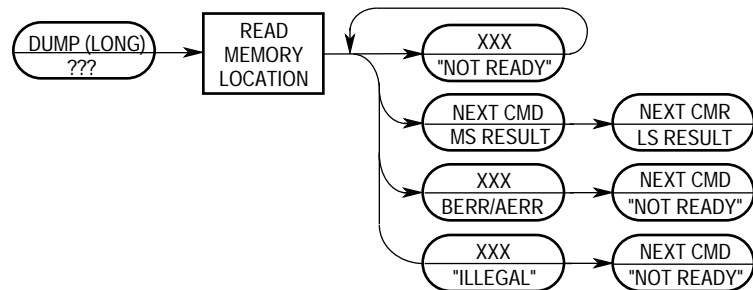 DUMP (LONG)
???
READ
MEMORY
LOCATION
XXX
"NOT READY"
NEXT CMD
MS RESULT
NEXT CMR
LS RESULT
XXX
BERR/AERR
NEXT CMD
"NOT READY"
XXX
"ILLEGAL"
NEXT CMD
"NOT READY"